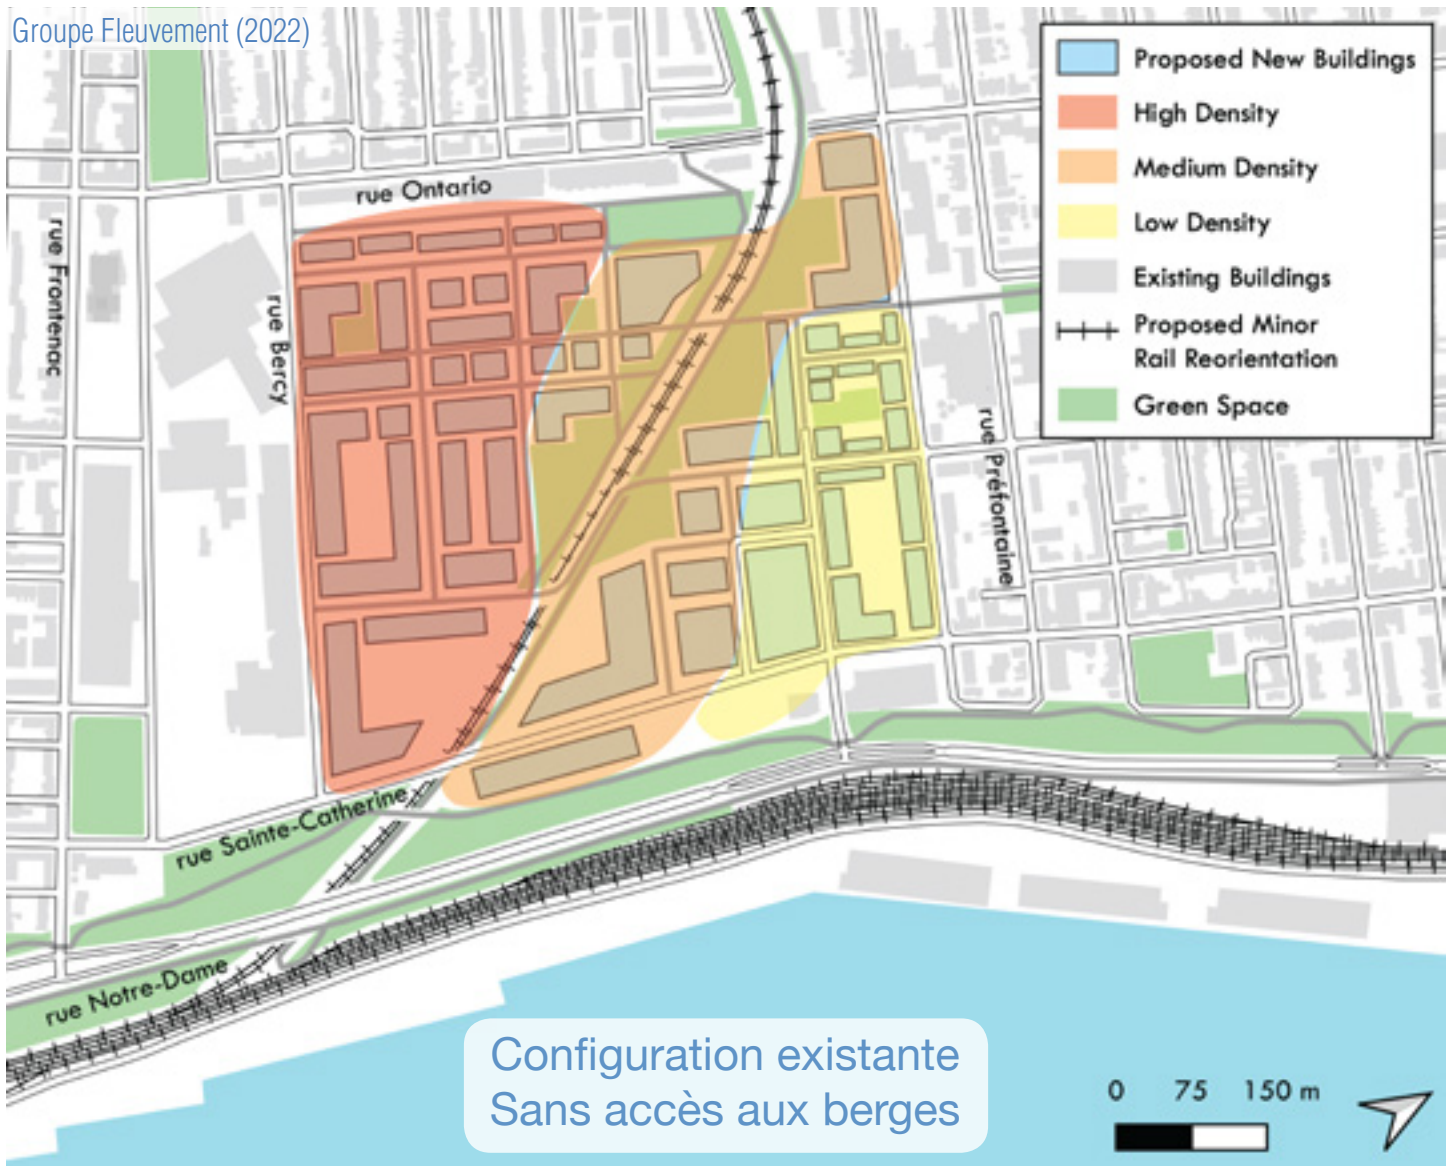 Groupe Fleuvement (2022)
Proposed New Buildings
High Density
Medium Density
Low Density
Existing Buildings
Proposed Minor
Rail Reorientation
Green Space
rue Ontario
rue Frontenac
rue Bercy
rue Préfontaine
rue Sainte-Catherine
rue Notre-Dame
Configuration existante
Sans accès aux berges
0 75 150 m